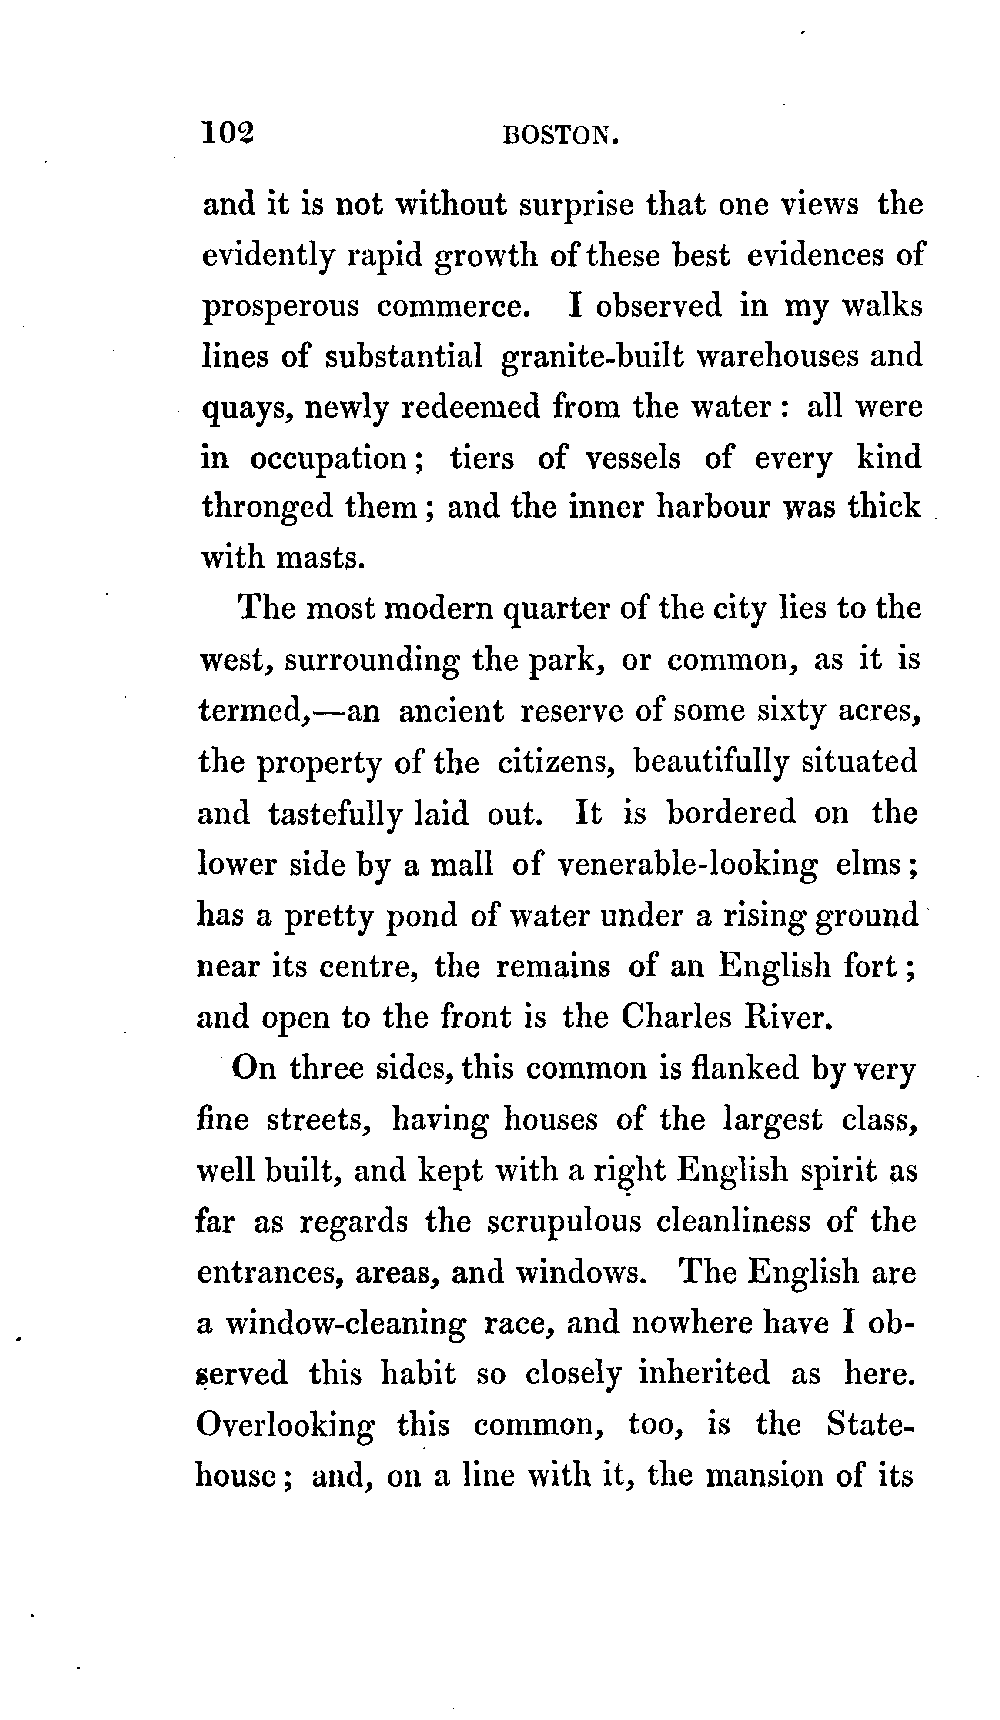 102 BOSTON.
and it is not without surprise that one views the
evidently rapid growth of these best evidences of
prosperous commerce. I observed in my walks
lines of substantial granite-built warehouses and
quays, newly redeemed from the water : all were
in occupation ; tiers of vessels of every kind
thronged them ; and the inner harbour was thick
with masts.
The most modern quarter of the city lies to the
west, surrounding the park, or common, as it is
termed,—an ancient reserve of some sixty acres,
the property of the citizens, beautifully situated
and tastefully laid out. It is bordered on the
lower side by a mall of venerable-looking elms ;
has a pretty pond of water under a rising ground
near its centre, the remains of an English fort ;
and open to the front is the Charles River.
On three sides, this common is flanked by very
fine streets, having houses of the largest class,
well built, and kept with a right English spirit as
far as regards the scrupulous cleanliness of the
entrances, areas, and windows. The English are
a window-cleaning race, and nowhere have I ob-
served this habit so closely inherited as here.
Overlooking this common, too, is the State-
house ; and, on a line with it, the mansion of its